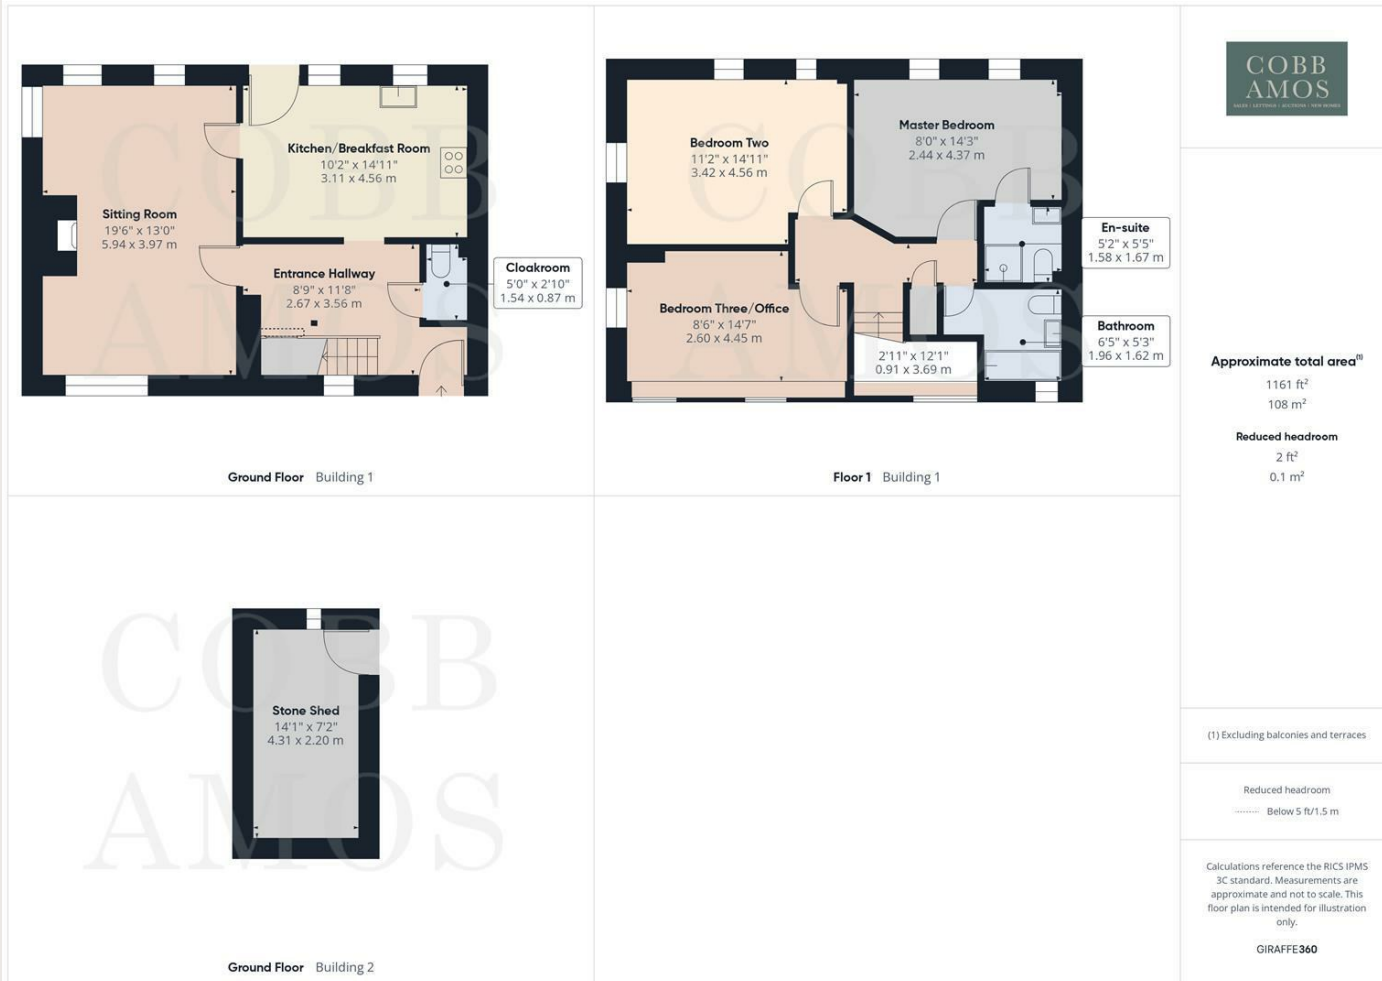 COBB
AMOS
SALES | LETTINGS | AUCTIONS | NEW HOMES
Sitting Room
19'6" x 13'0"
5.94 x 3.97 m
Kitchen/Breakfast Room
10'2" x 14'11"
3.11 x 4.56 m
Entrance Hallway
8'9" x 11'8"
2.67 x 3.56 m
Cloakroom
5'0" x 2'10"
1.54 x 0.87 m
COBB
AMOS
Ground Floor Building 1
Bedroom Two
11'2" x 14'11"
3.42 x 4.56 m
Master Bedroom
8'0" x 14'3"
2.44 x 4.37 m
En-suite
5'2" x 5'5"
1.58 x 1.67 m
Bedroom Three/Office
8'6" x 14'7"
2.60 x 4.45 m
2'11" x 12'1"
0.91 x 3.69 m
Bathroom
6'5" x 5'3"
1.96 x 1.62 m
COBB
AMOS
Floor 1 Building 1
Stone Shed
14'1" x 7'2"
4.31 x 2.20 m
COBB
AMOS
Ground Floor Building 2
Approximate total area(1)
1161 ft²
108 m²
Reduced headroom
2 ft²
0.1 m²
(1) Excluding balconies and terraces
Reduced headroom
Below 5 ft/1.5 m
Calculations reference the RICS IPMS
3C standard. Measurements are
approximate and not to scale. This
floor plan is intended for illustration
only.
GIRAFFE360